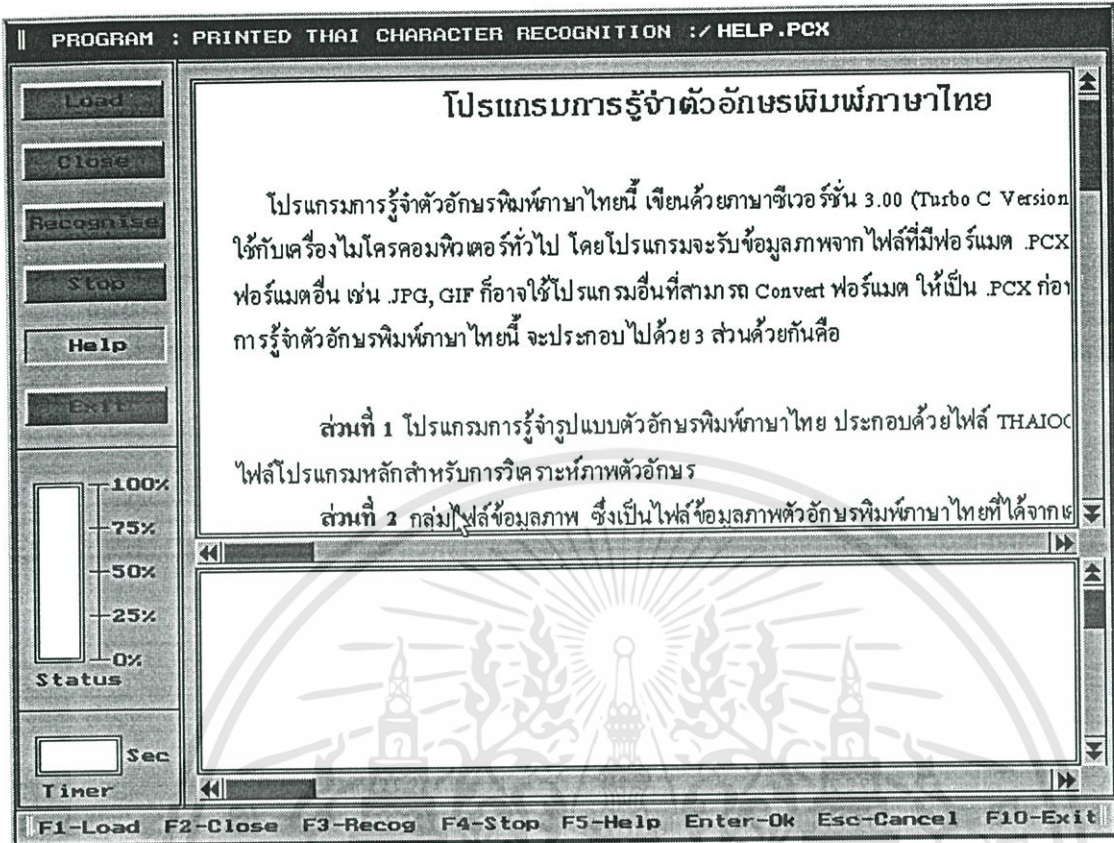 PROGRAM : PRINTED THAI CHARACTER RECOGNITION :/ HELP.PCX
Load
Close
Recognise
Stop
Help
Exit
100%
75%
50%
25%
0%
Status
Sec
Timer
โปรแกรมการรู้จำตัวอักษรพิมพ์ภาษาไทย
โปรแกรมการรู้จำตัวอักษรพิมพ์ภาษาไทยนี้ เขียนด้วยภาษาซีเวอร์ชั่น 3.00 (Turbo C Version
ใช้กับเครื่องไมโครคอมพิวเตอร์ทั่วไป โดยโปรแกรมจะรับข้อมูลภาพจากไฟล์ที่มีฟอร์แมต .PCX
ฟอร์แมตอื่น เช่น .JPG, GIF ก็อาจใช้โปรแกรมอื่นที่สามารถ Convert ฟอร์แมต ให้เป็น .PCX
การรู้จำตัวอักษรพิมพ์ภาษาไทยนี้ จะประกอบไปด้วย 3 ส่วนด้วยกันคือ
ส่วนที่ 1 โปรแกรมการรู้จำรูปแบบตัวอักษรพิมพ์ภาษาไทย ประกอบด้วยไฟล์
ไฟล์โปรแกรมหลักสำหรับการวิเคราะห์ภาพตัวอักษร
ส่วนที่ 2 กลุ่มไฟล์ข้อมูลภาพ ซึ่งเป็นไฟล์ข้อมูลภาพตัวอักษรพิมพ์ภาษาไทยที่ได้จาก
F1-Load F2-Close F3-Recog F4-Stop F5-Help Enter-Ok Esc-Cancel F10-Exit